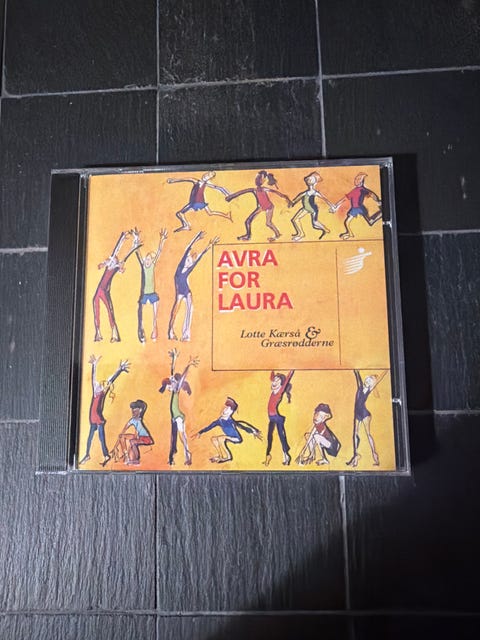 AVRA
FOR
LAURA
Lotte Kærså &
Græsrødderne